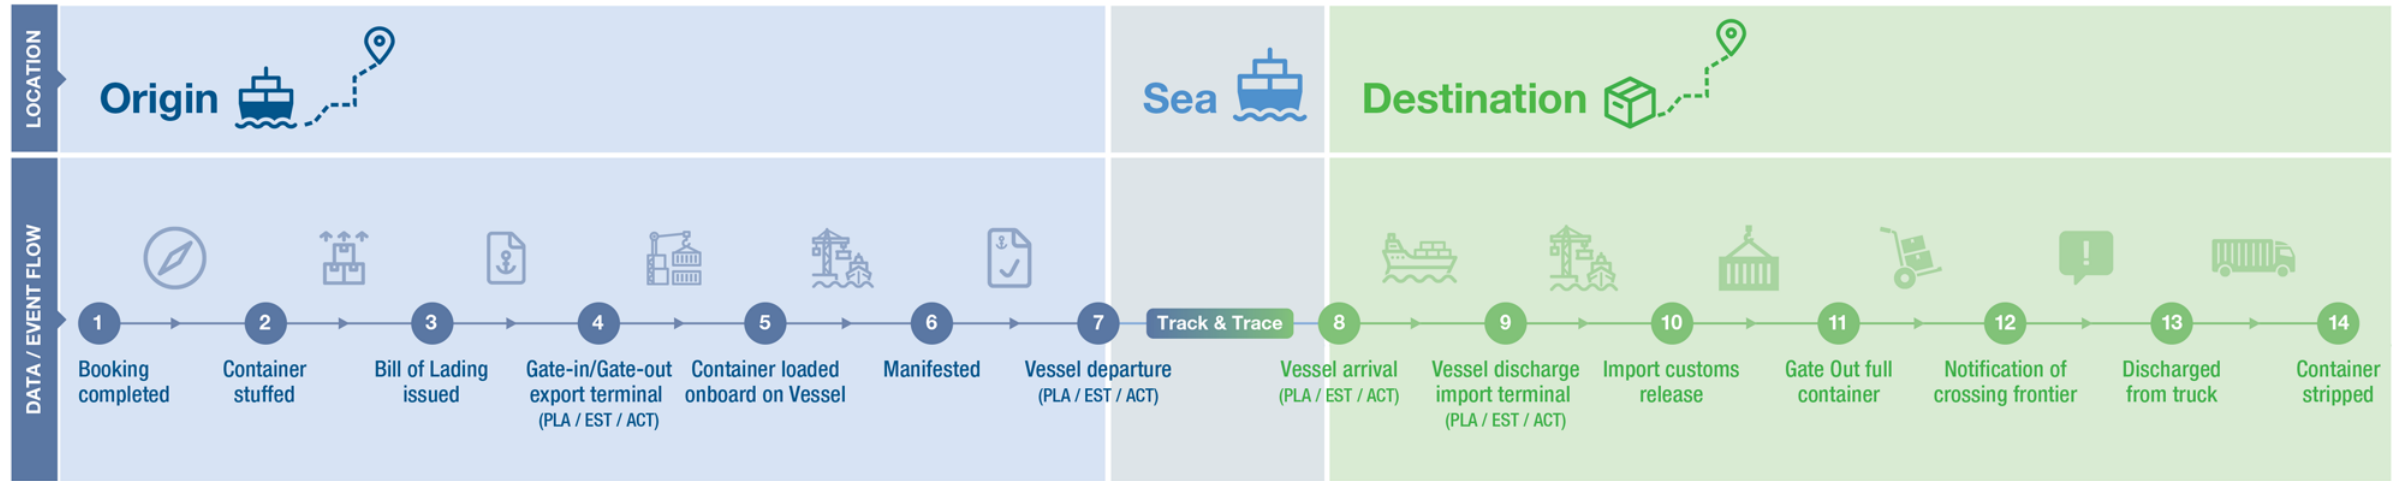 LOCATION
Origin
Sea
Destination
DATA / EVENT FLOW
1
Booking
completed
2
Container
stuffed
3
Bill of Lading
issued
4
Gate-in/Gate-out
export terminal
(PLA / EST / ACT)
5
Container loaded
onboard on Vessel
6
Manifested
7
Vessel departure
(PLA / EST / ACT)
Track & Trace
8
Vessel arrival
(PLA / EST / ACT)
9
Vessel discharge
import terminal
(PLA / EST / ACT)
10
Import customs
release
11
Gate Out full
container
12
Notification of
crossing frontier
13
Discharged
from truck
14
Container
stripped